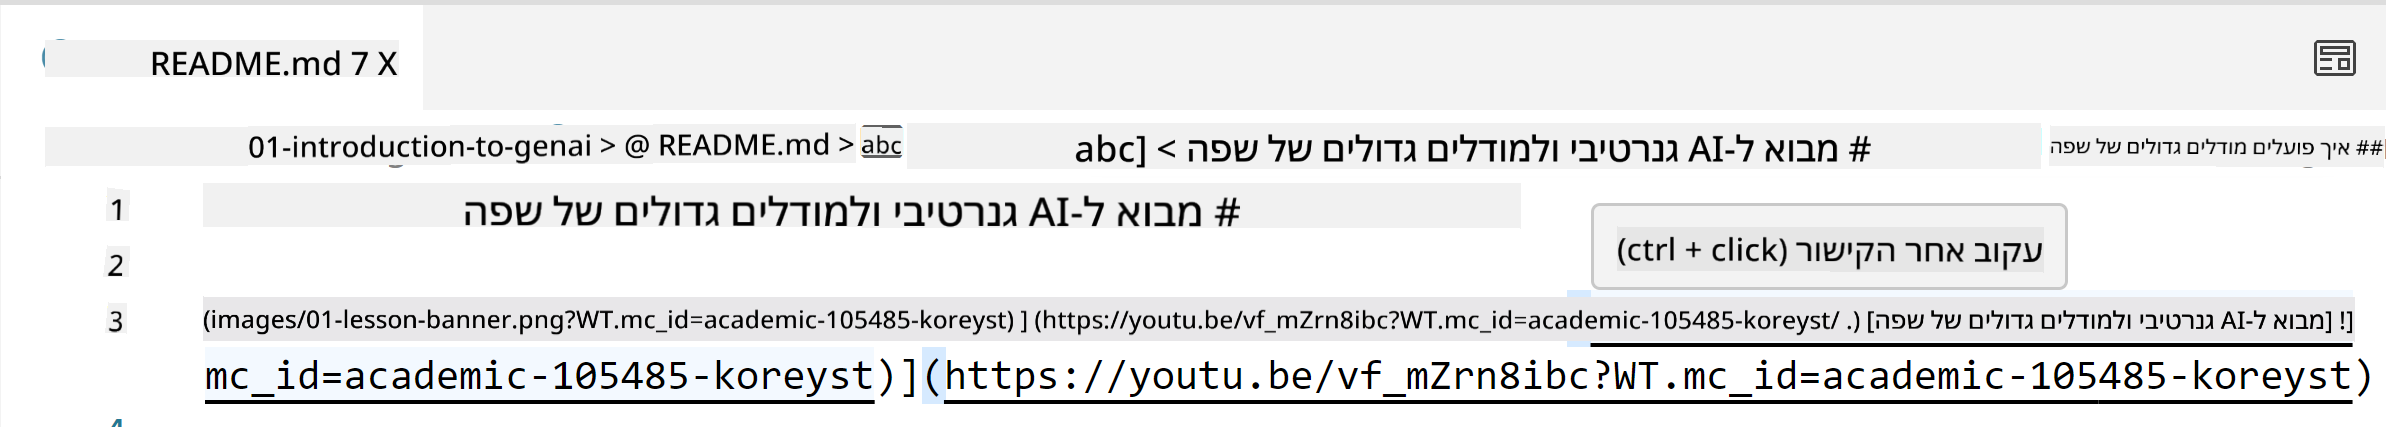 README.md 7 X
01-introduction-to-genai > @ README.md > abc # מבוא ל-AI גנרטיבי ולמודלים גדולים של שפה > [abc ## איך פועלים מודלים גדולים של שפה
1 # מבוא ל-AI גנרטיבי ולמודלים גדולים של שפה
עקוב אחר הקישור (ctrl + click)
2
3 [! [מבוא ל-AI גנרטיבי ולמודלים גדולים של שפה] (. /images/01-lesson-banner.png?WT.mc_id=academic-105485-koreyst) ] (https://youtu.be/vf_mZrn8ibc?WT.mc_id=academic-105485-koreyst)
mc_id=academic-105485-koreyst)](https://youtu.be/vf_mZrn8ibc?WT.mc_id=academic-105485-koreyst)